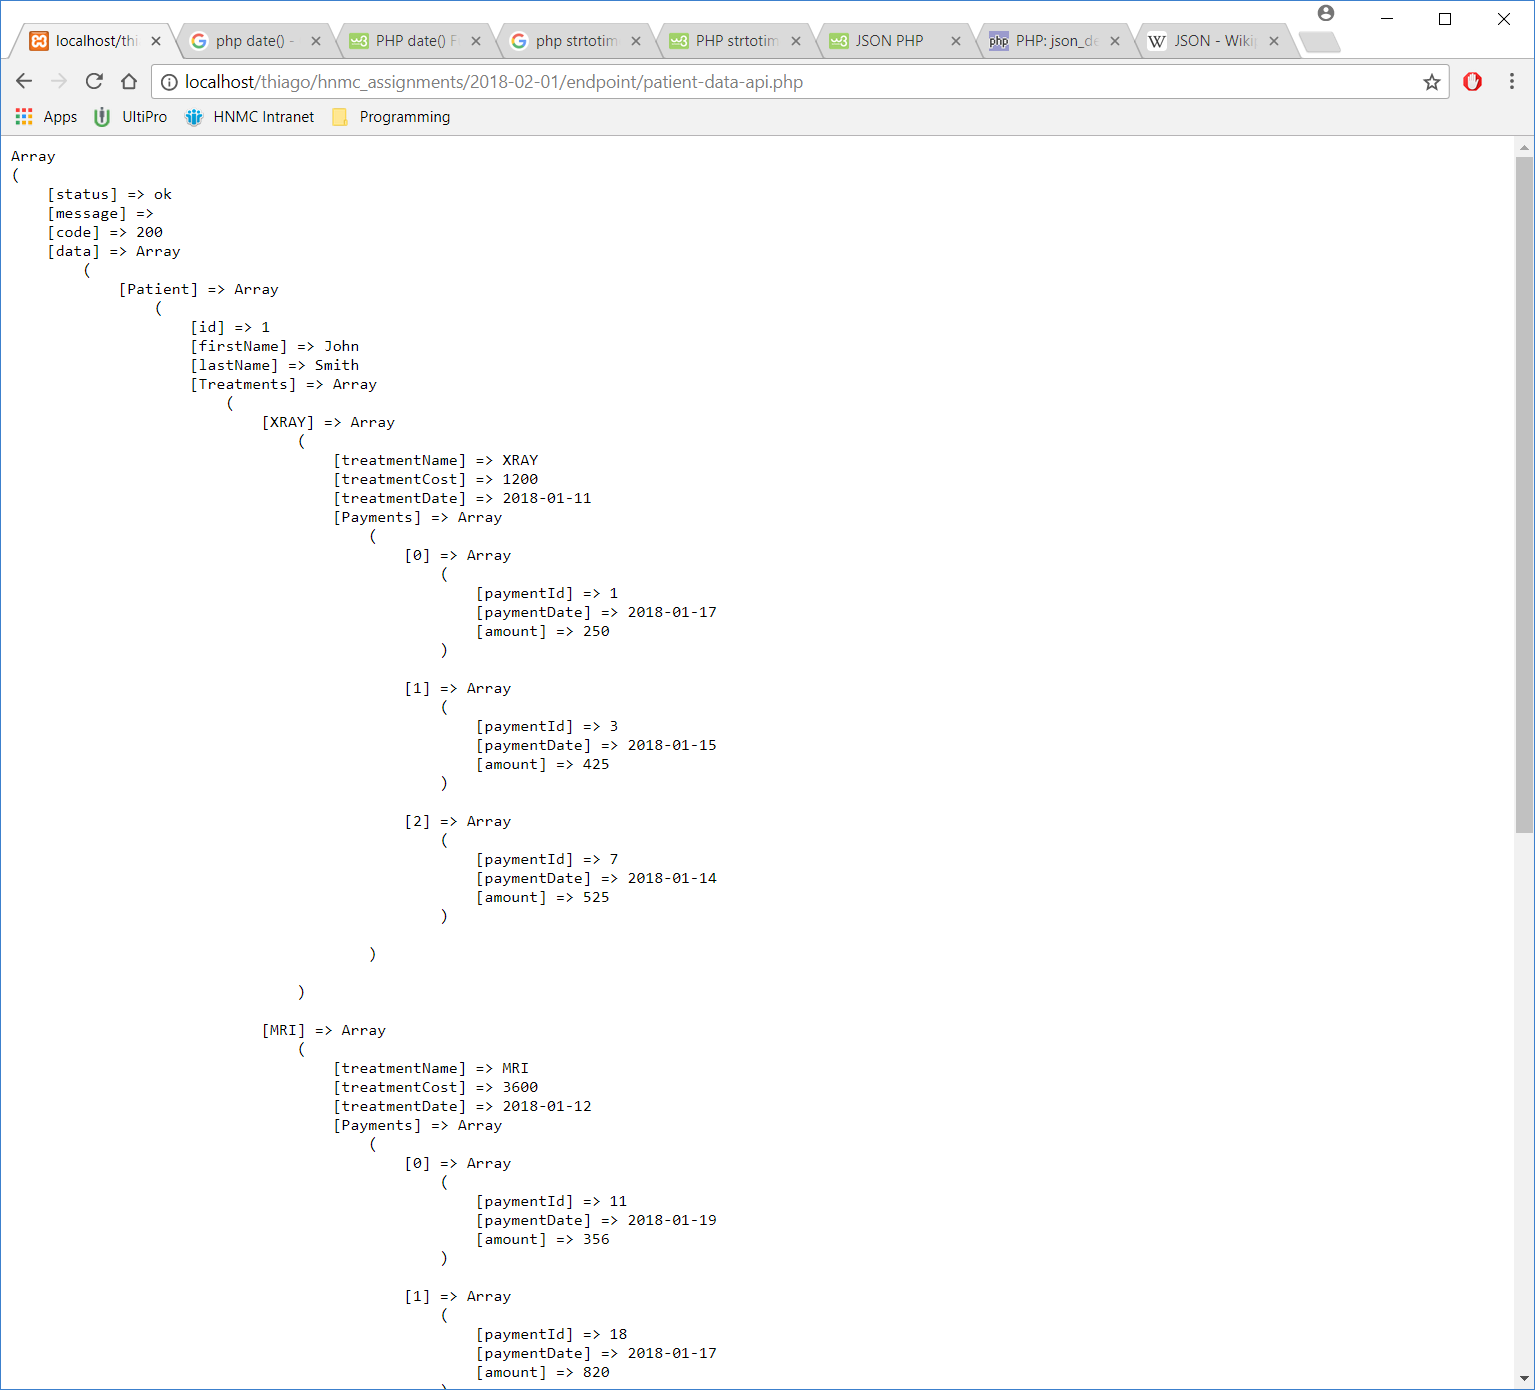 localhost/thi
php date() -
PHP date() F
php strtotim
PHP strtotim
JSON PHP
php PHP: json_de
W JSON - Wiki
localhost/thiago/hnmc_assignments/2018-02-01/endpoint/patient-data-api.php
Apps UltiPro HNMC Intranet Programming
Array
(
    [status] => ok
    [message] =>
    [code] => 200
    [data] => Array
        (
            [Patient] => Array
                (
                    [id] => 1
                    [firstName] => John
                    [lastName] => Smith
                    [Treatments] => Array
                        (
                            [XRAY] => Array
                                (
                                    [treatmentName] => XRAY
                                    [treatmentCost] => 1200
                                    [treatmentDate] => 2018-01-11
                                    [Payments] => Array
                                        (
                                            [0] => Array
                                                (
                                                    [paymentId] => 1
                                                    [paymentDate] => 2018-01-17
                                                    [amount] => 250
                                                )
                                            [1] => Array
                                                (
                                                    [paymentId] => 3
                                                    [paymentDate] => 2018-01-15
                                                    [amount] => 425
                                                )
                                            [2] => Array
                                                (
                                                    [paymentId] => 7
                                                    [paymentDate] => 2018-01-14
                                                    [amount] => 525
                                                )
                                        )
                                )
                            [MRI] => Array
                                (
                                    [treatmentName] => MRI
                                    [treatmentCost] => 3600
                                    [treatmentDate] => 2018-01-12
                                    [Payments] => Array
                                        (
                                            [0] => Array
                                                (
                                                    [paymentId] => 11
                                                    [paymentDate] => 2018-01-19
                                                    [amount] => 356
                                                )
                                            [1] => Array
                                                (
                                                    [paymentId] => 18
                                                    [paymentDate] => 2018-01-17
                                                    [amount] => 820